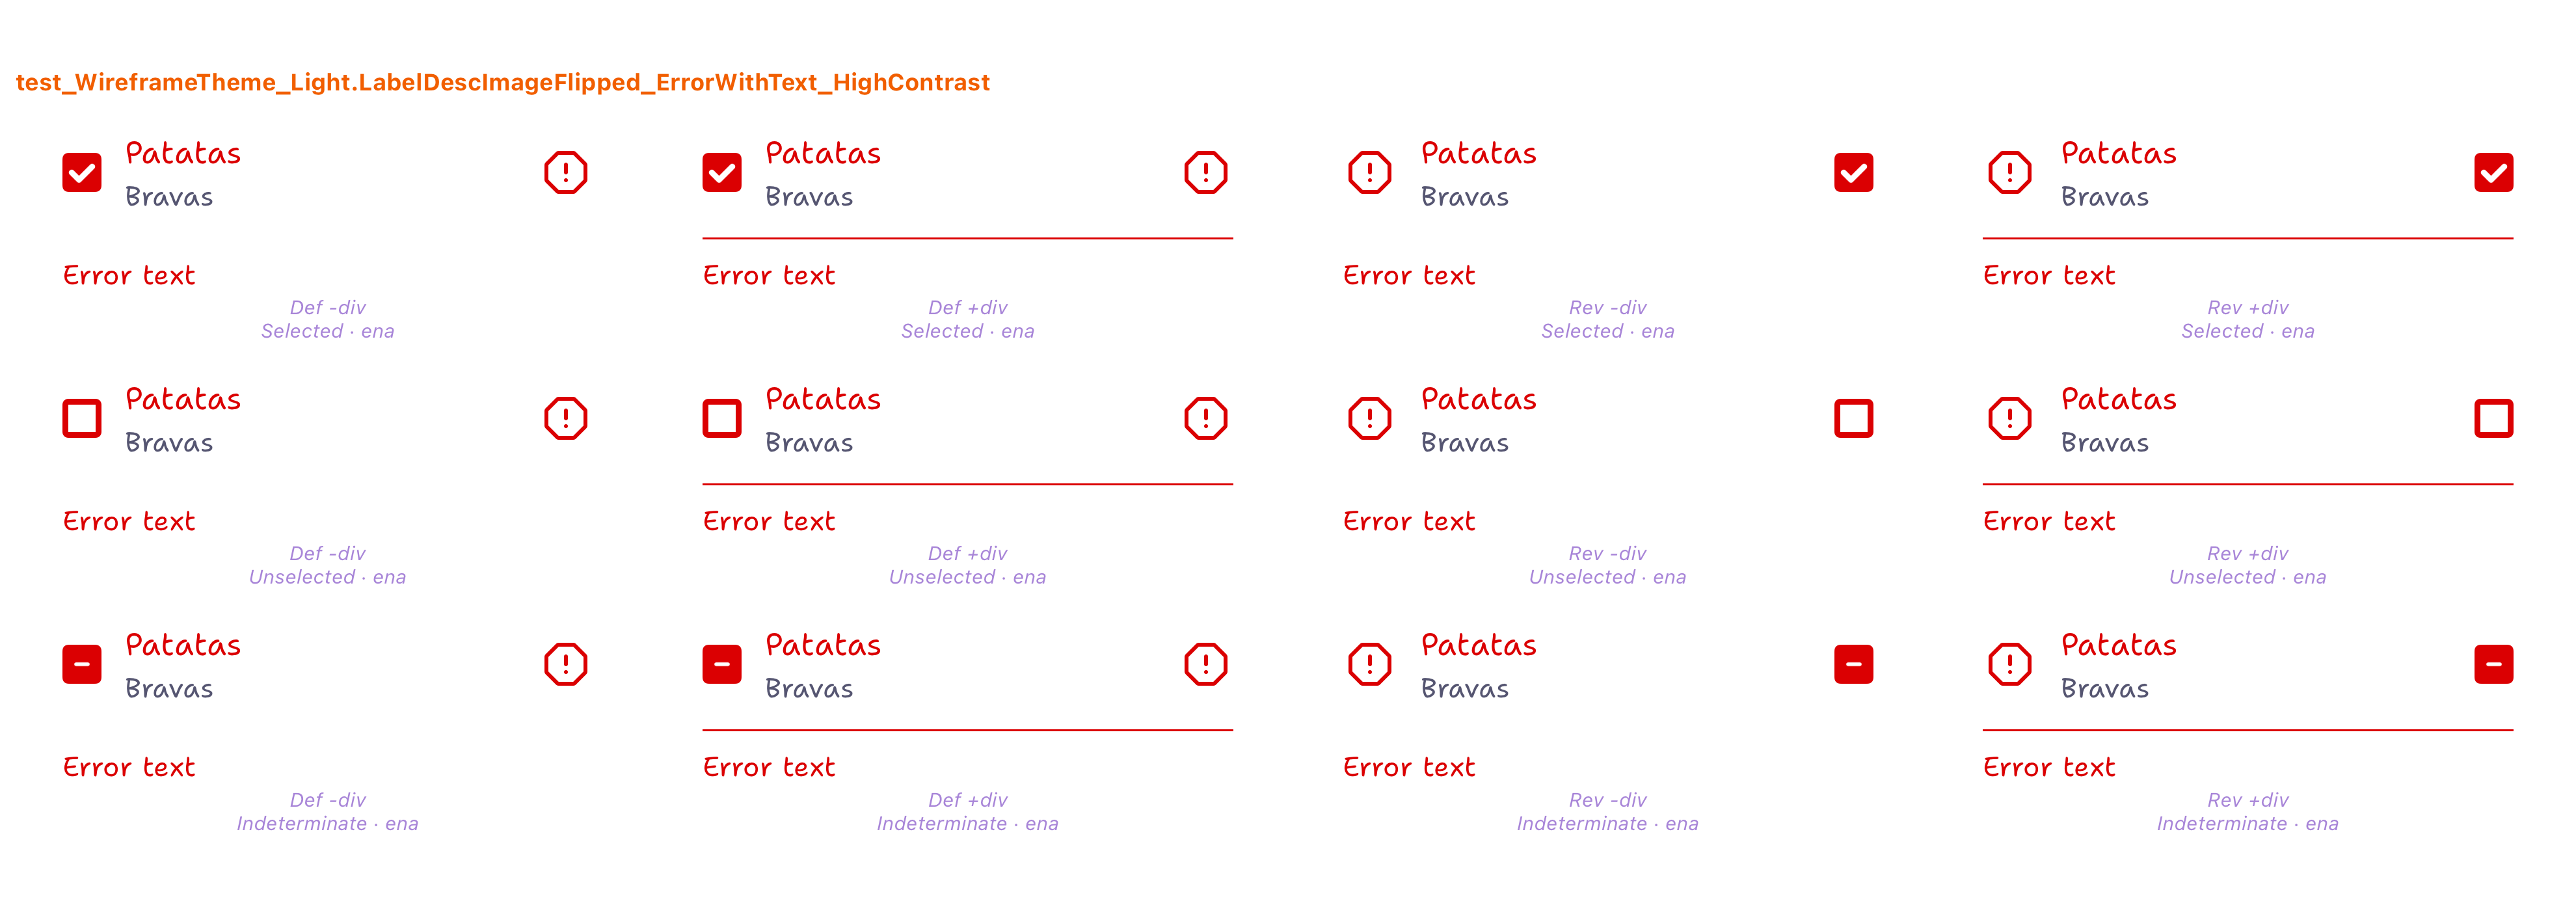 test_WireframeTheme_Light.LabelDescImageFlipped_ErrorWithText_HighContrast
Patatas
Bravas
Error text
Def -div
Selected · ena
Patatas
Bravas
Error text
Def +div
Selected · ena
Patatas
Bravas
Error text
Rev -div
Selected · ena
Patatas
Bravas
Error text
Rev +div
Selected · ena
Patatas
Bravas
Error text
Def -div
Unselected · ena
Patatas
Bravas
Error text
Def +div
Unselected · ena
Patatas
Bravas
Error text
Rev -div
Unselected · ena
Patatas
Bravas
Error text
Rev +div
Unselected · ena
Patatas
Bravas
Error text
Def -div
Indeterminate · ena
Patatas
Bravas
Error text
Def +div
Indeterminate · ena
Patatas
Bravas
Error text
Rev -div
Indeterminate · ena
Patatas
Bravas
Error text
Rev +div
Indeterminate · ena